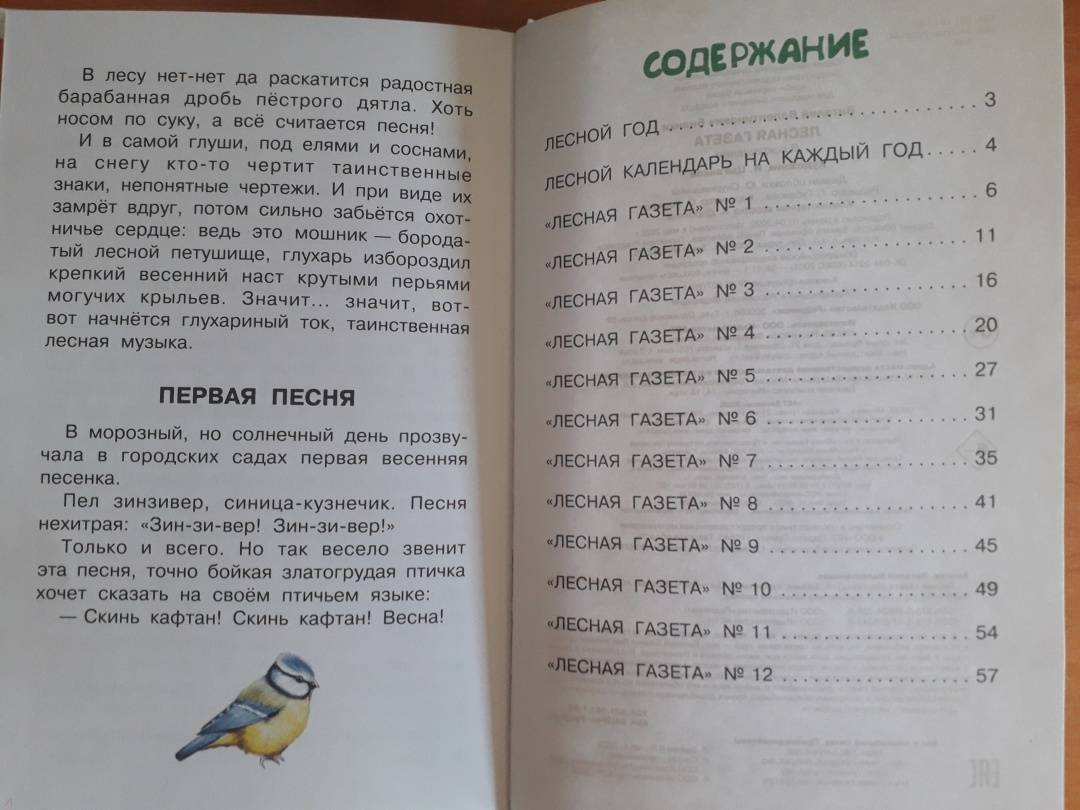 В лесу нет-нет да раскатится радостная
барабанная дробь пёстрого дятла. Хоть
носом по суку, а всё считается песня!
И в самой глуши, под елями и соснами,
на снегу кто-то чертит таинственные
знаки, непонятные чертежи. И при виде их
замрёт вдруг, потом сильно забьётся охот-
ничье сердце: ведь это мошник — борода-
тый лесной петушище, глухарь избороздил
крепкий весенний наст крутыми перьями
могучих крыльев. Значит... значит, вот-
вот начнётся глухариный ток, таинственная
лесная музыка.
ПЕРВАЯ ПЕСНЯ
В морозный, но солнечный день прозву-
чала в городских садах первая весенняя
песенка.
Пел зинзивер, синица-кузнечик. Песня
нехитрая: «Зин-зи-вер! Зин-зи-вер!»
Только и всего. Но так весело звенит
эта песня, точно бойкая златогрудая птичка
хочет сказать на своём птичьем языке:
— Скинь кафтан! Скинь кафтан! Весна!
СОДЕРЖАНИЕ
ЛЕСНОЙ ГОД 3
ЛЕСНОЙ КАЛЕНДАРЬ НА КАЖДЫЙ ГОД 4
«ЛЕСНАЯ ГАЗЕТА» № 1 6
«ЛЕСНАЯ ГАЗЕТА» № 2 11
«ЛЕСНАЯ ГАЗЕТА» № 3 16
«ЛЕСНАЯ ГАЗЕТА» № 4 20
«ЛЕСНАЯ ГАЗЕТА» № 5 27
«ЛЕСНАЯ ГАЗЕТА» № 6 31
«ЛЕСНАЯ ГАЗЕТА» № 7 35
«ЛЕСНАЯ ГАЗЕТА» № 8 41
«ЛЕСНАЯ ГАЗЕТА» № 9 45
«ЛЕСНАЯ ГАЗЕТА» № 10 49
«ЛЕСНАЯ ГАЗЕТА» № 11 54
«ЛЕСНАЯ ГАЗЕТА» № 12 57